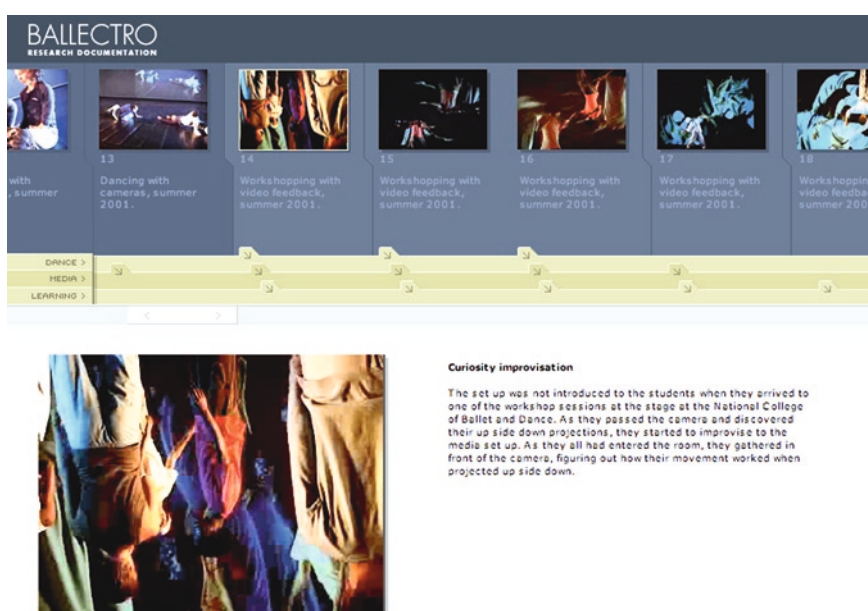 BALLECTRO
RESEARCH DOCUMENTATION
with
, summer
13
Dancing with
cameras, summer
2001.
14
Workshopping with
video feedback,
summer 2001.
15
Workshopping with
video feedback,
summer 2001.
16
Workshopping with
video feedback,
summer 2001.
17
Workshopping with
video feedback,
summer 2001.
18
Workshoppin
video feedba
summer 200
DANCE >
MEDIA >
LEARNING >
< >
Curiosity improvisation
The set up was not introduced to the students when they arrived to
one of the workshop sessions at the stage at the National College
of Ballet and Dance. As they passed the camera and discovered
their up side down projections, they started to improvise to the
media set up. As they all had entered the room, they gathered in
front of the camera, figuring out how their movement worked when
projected up side down.